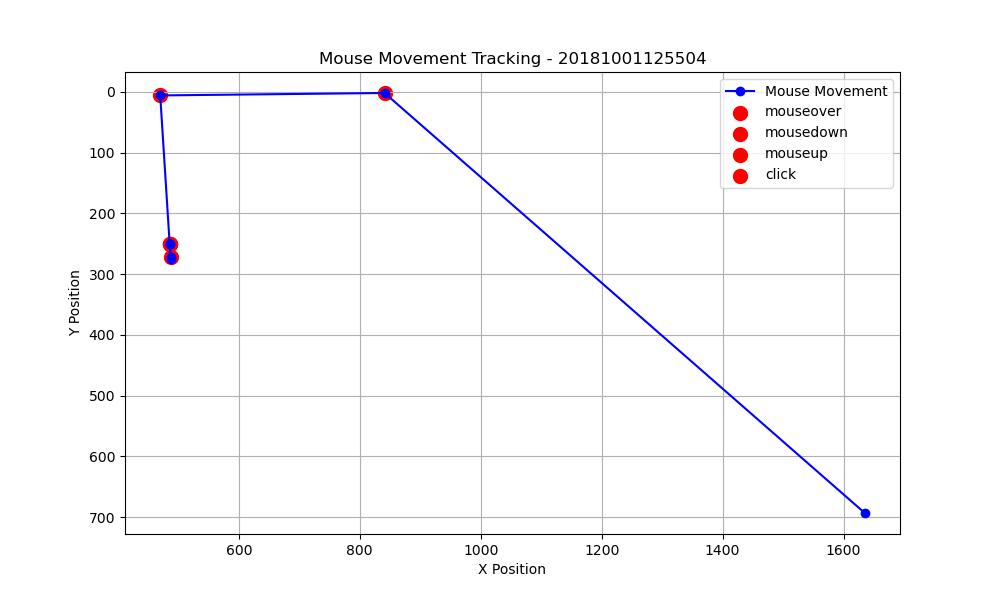 Mouse Movement Tracking - 20181001125504
Mouse Movement
mouseover
mousedown
mouseup
click
0
100
200
300
400
500
600
700
Y Position
600
800
1000
1200
1400
1600
X Position